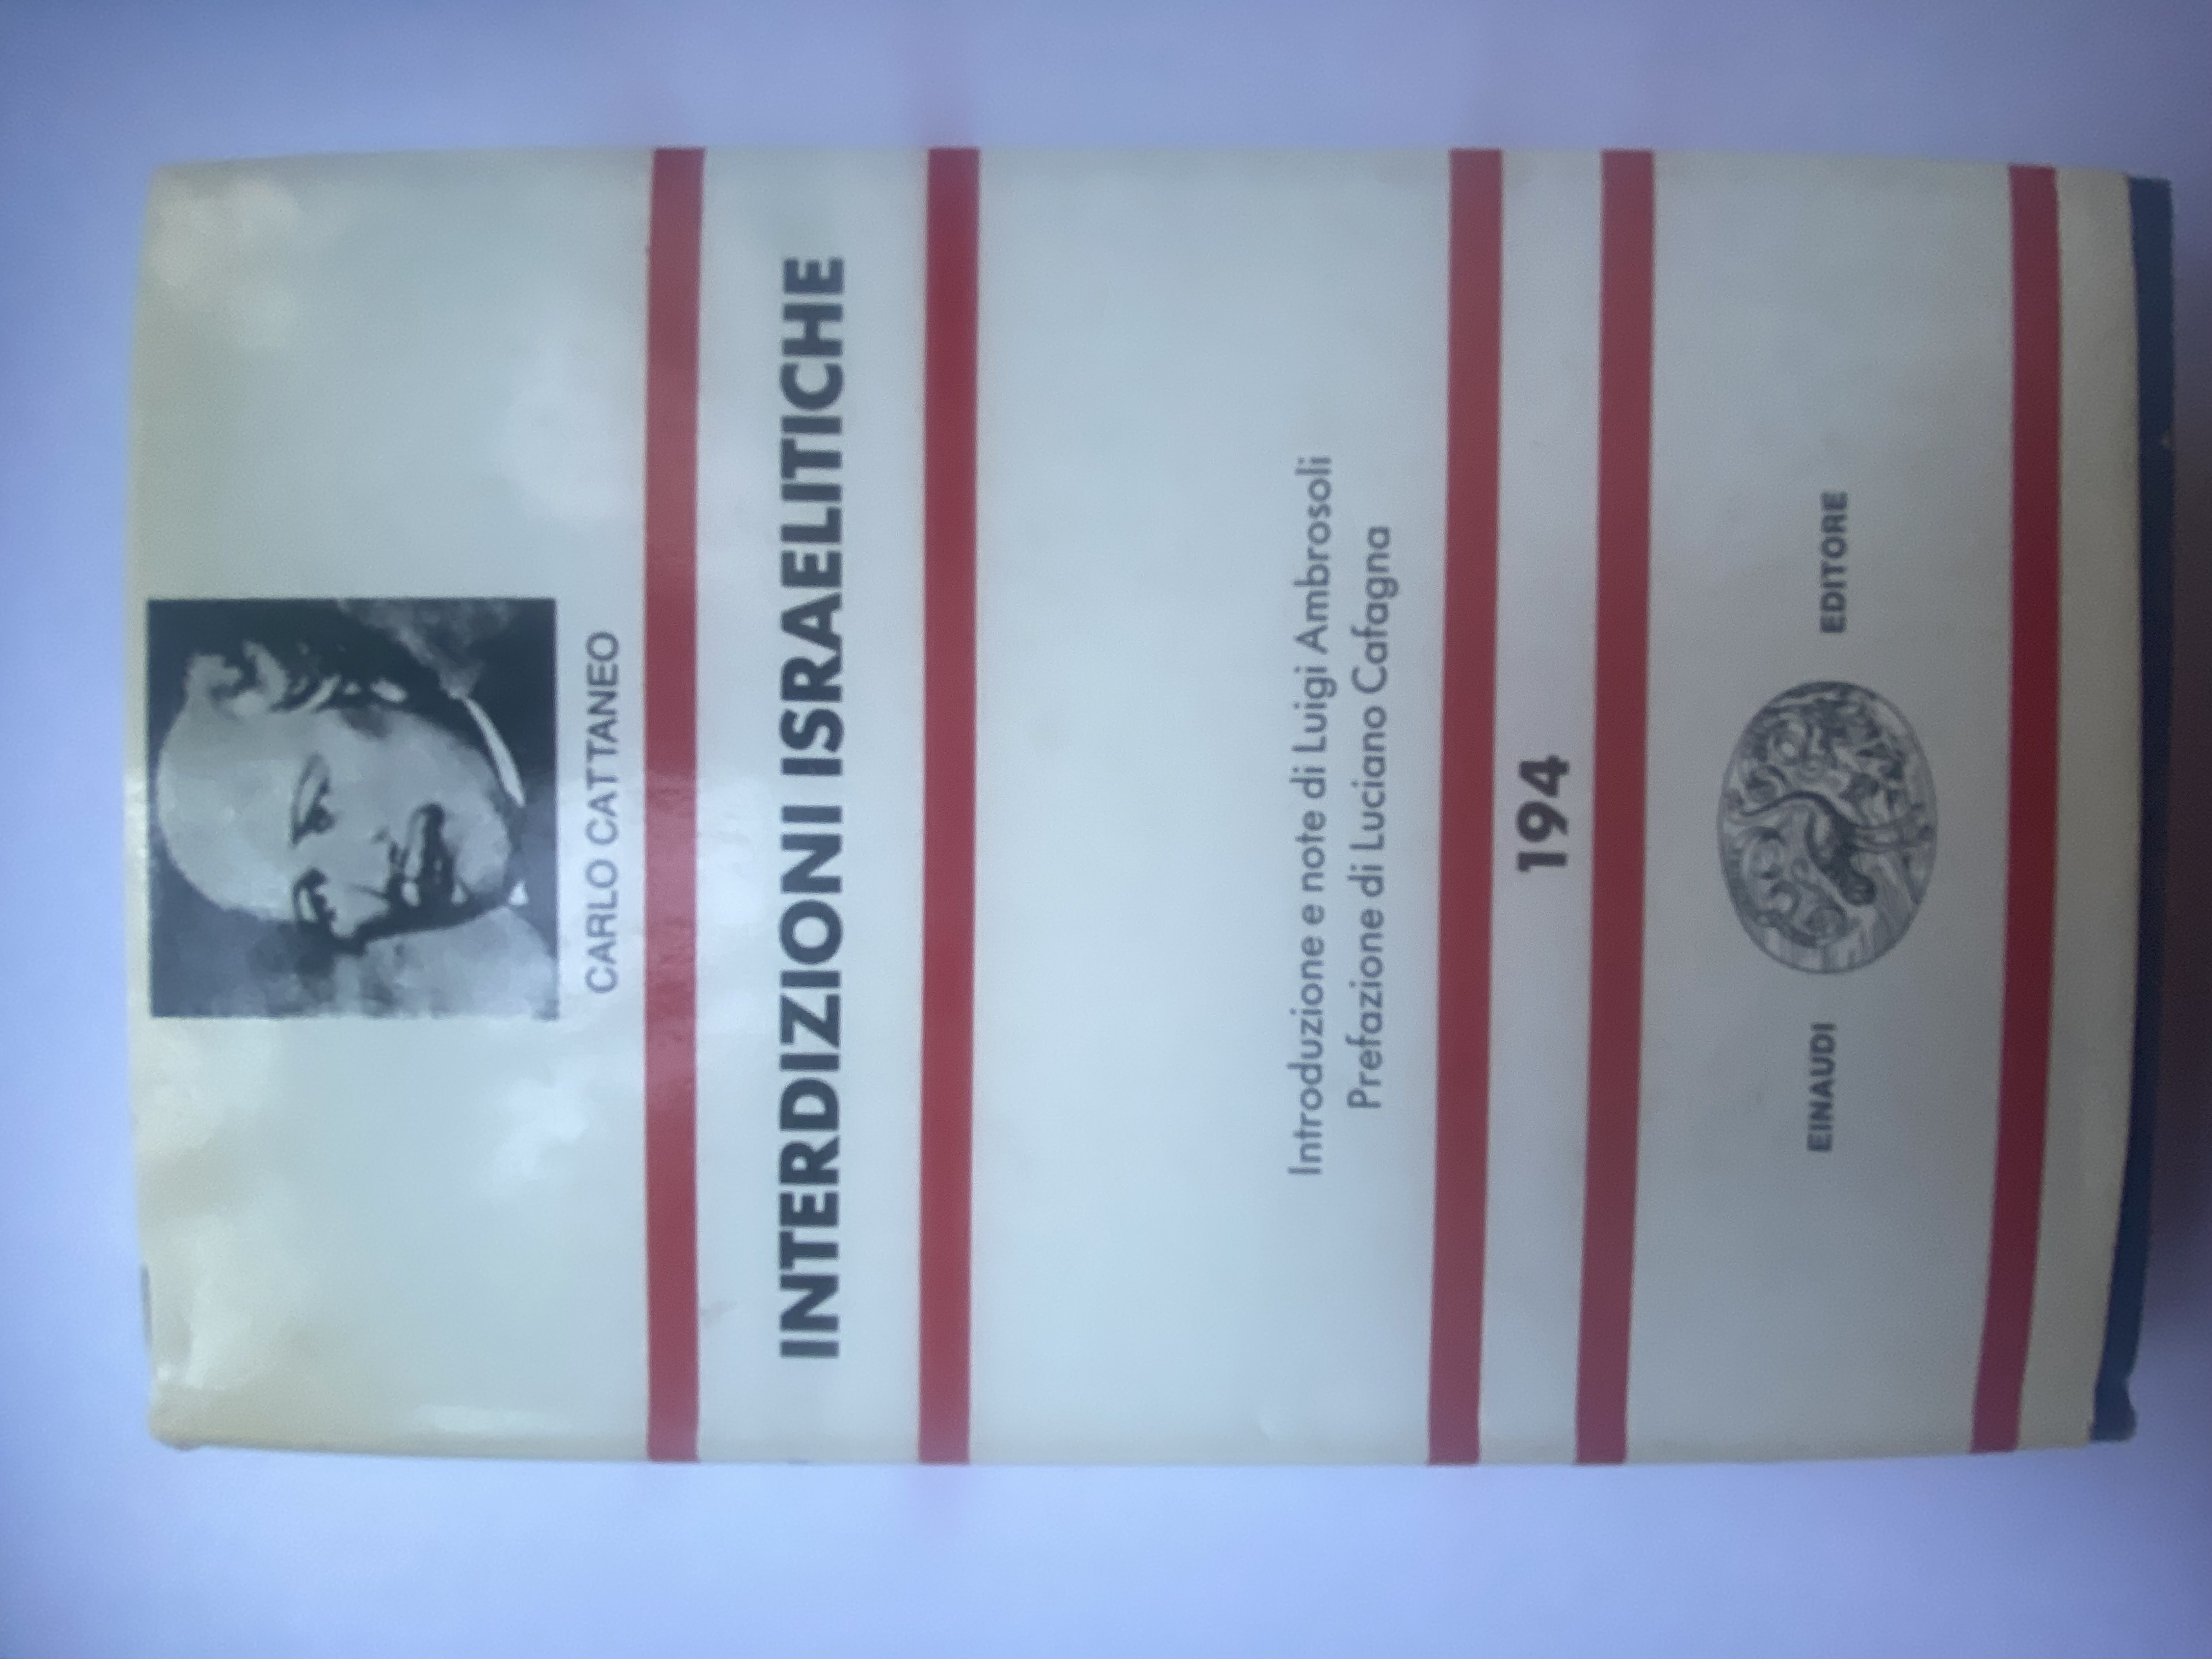 CARLO CATTANEO
INTERDIZIONI ISRAELITICHE
Introduzione e note di Luigi Ambrosoli
Prefazione di Luciano Cafagna
194
EINAUDI EDITORE